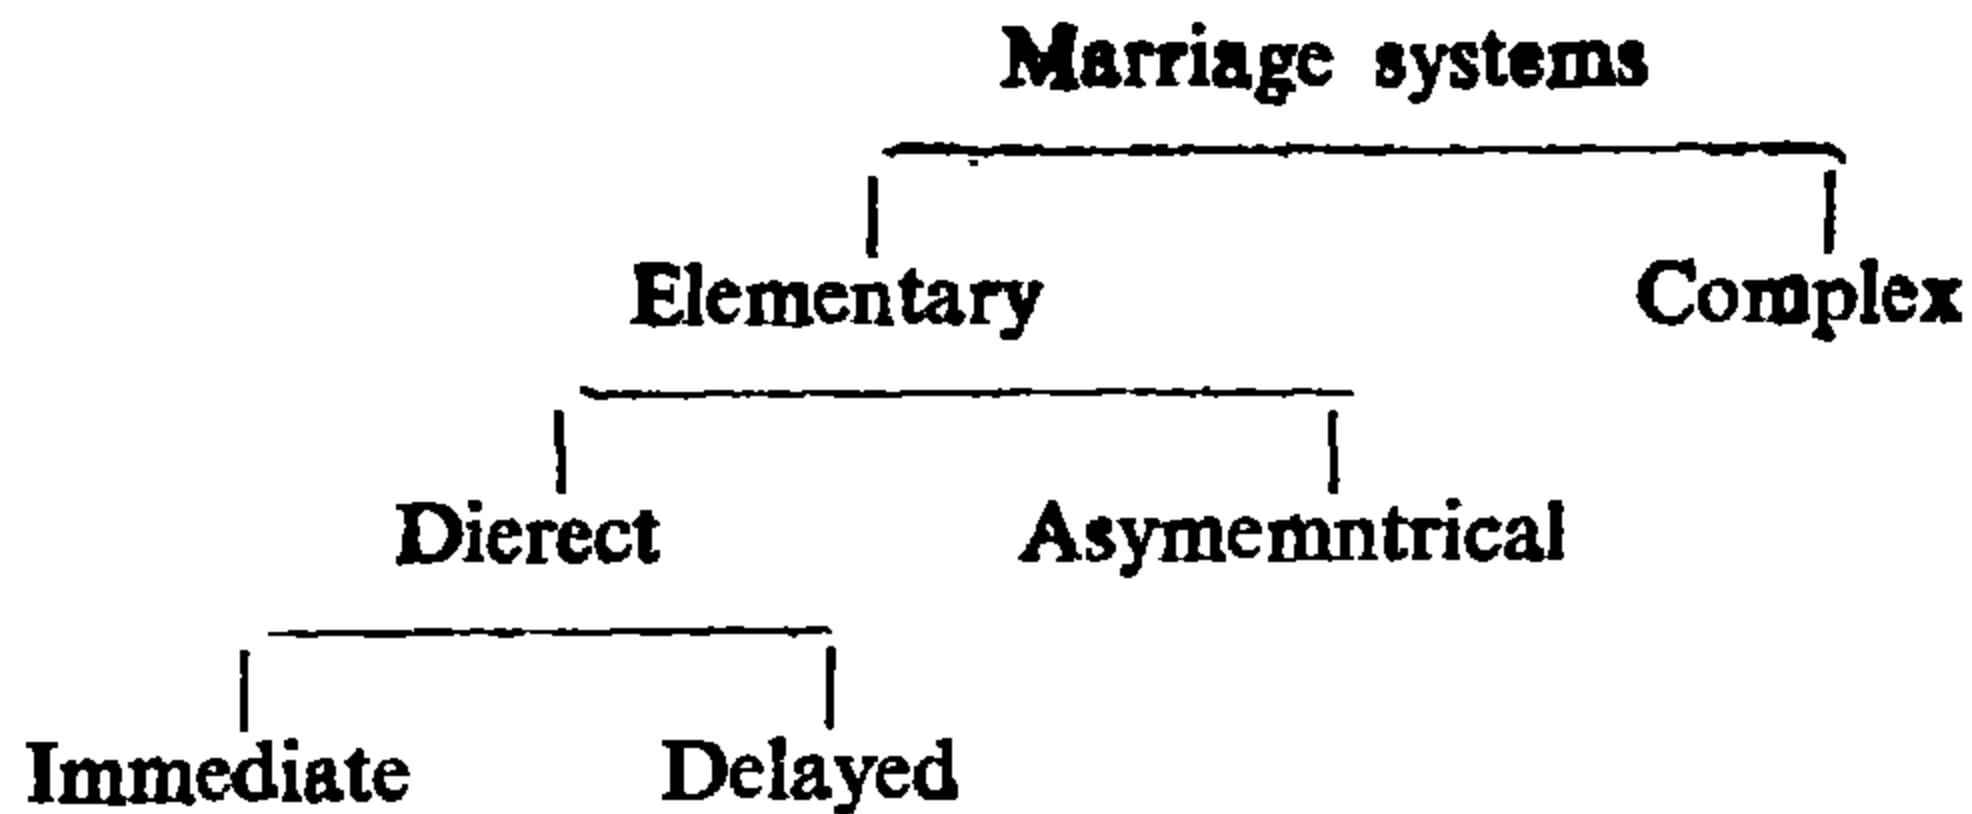 Marriage systems
Elementary Complex
Dierect Asymemntrical
Immediate Delayed